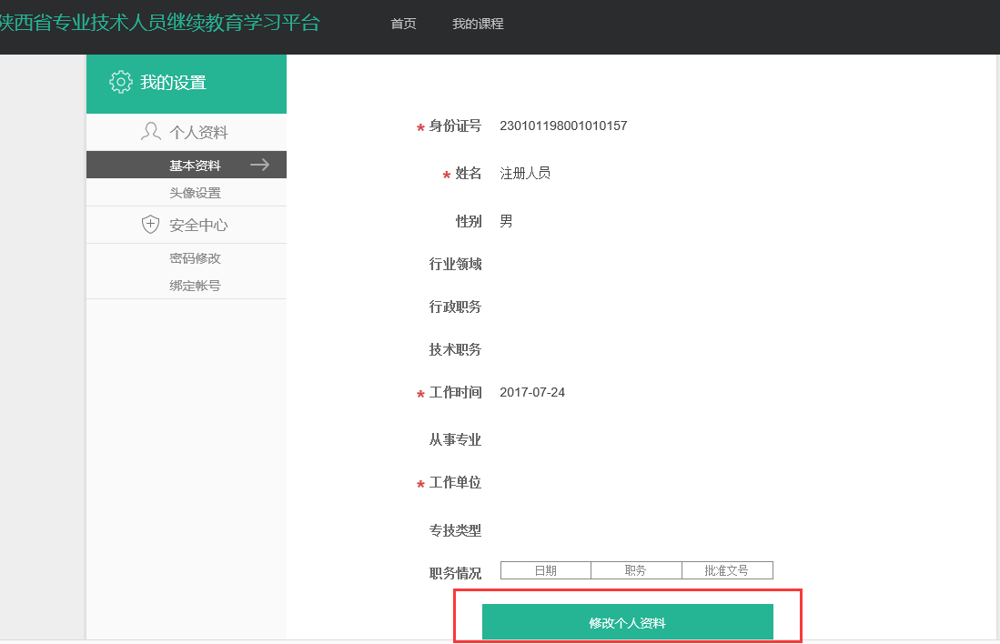 陕西省专业技术人员继续教育学习平台 首页 我的课程
我的设置
个人资料
基本资料
头像设置
安全中心
密码修改
绑定帐号
* 身份证号 230101198001010157
* 姓名 注册人员
性别 男
行业领域
行政职务
技术职务
* 工作时间 2017-07-24
从事专业
* 工作单位
专技类型
职务情况 日期 职务 批准文号
修改个人资料